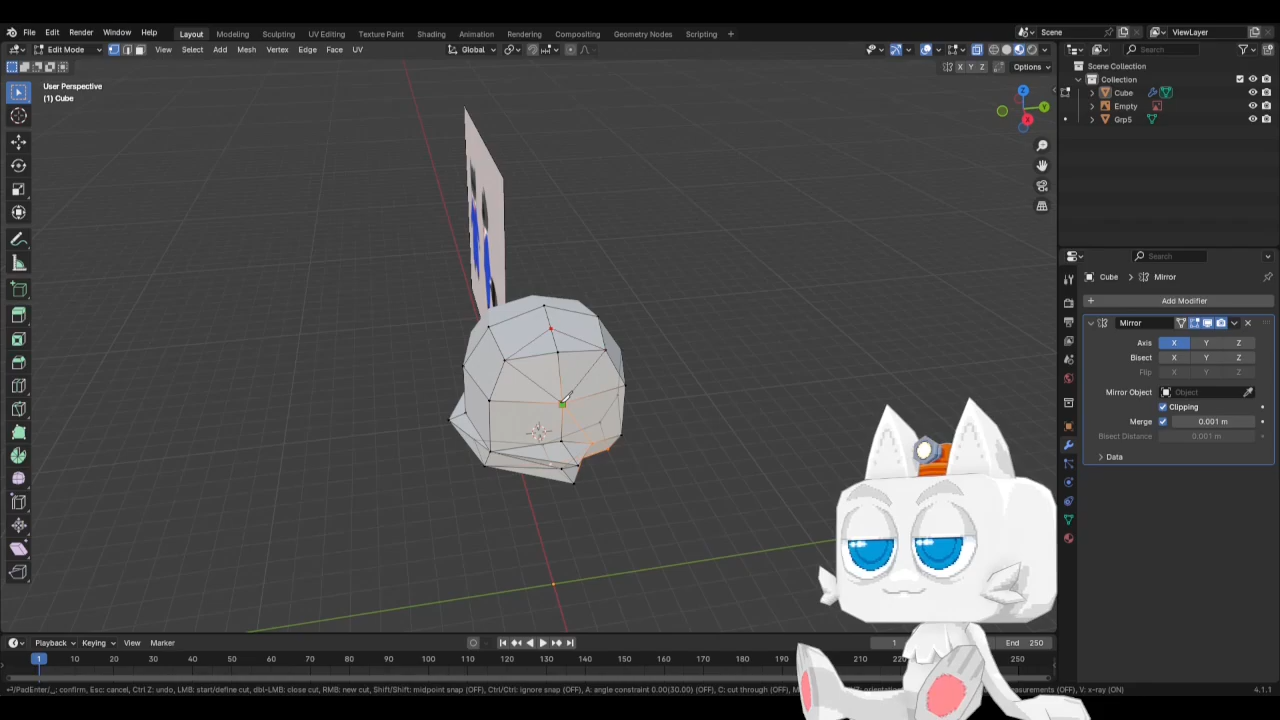 File Edit Render Window Help Layout Modeling Sculpting UV Editing Texture Paint Shading Animation Rendering Compositing Geometry Nodes Scripting + Scene ViewLayer
Edit Mode View Select Add Mesh Vertex Edge Face UV Global Search
X Y Z Options
User Perspective
(1) Cube
Z
Y
X
Scene Collection
Collection
Cube
Empty
Grp5
Search
Cube > Mirror
+ Add Modifier
Mirror
Axis X Y Z
Bisect X Y Z
Flip X Y Z
Mirror Object Object
Clipping
Merge 0.001 m
Bisect Distance 0.001 m
Data
Playback Keying View Marker 1 End 250
1 10 20 30 40 50 60 70 80 90 100 110 120 130 140 150 160 170 180 190 250
/PadEnter/ : confirm, Esc: cancel, Ctrl Z: undo, LMB: start/define cut, dbl-LMB: close cut, RMB: new cut, Shift/Shift: midpoint snap (OFF), Ctrl/Ctrl: ignore snap (OFF), A: angle constraint 0.00(30.00) (OFF), C: cut through (OFF), easurements (OFF), V: x-ray (ON) 4.1.1